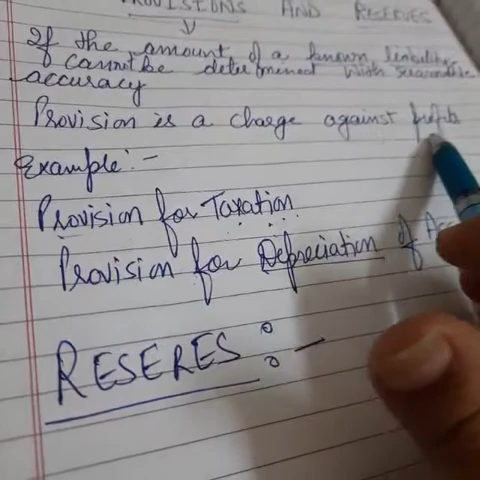 PROVISIONS AND RESERVES
If the amount of a known liability
cannot be determined with reasonable
accuracy
Provision is a charge against profits
Example:-
Provision for Taxation
Provision for Depreciation of
RESERES :-